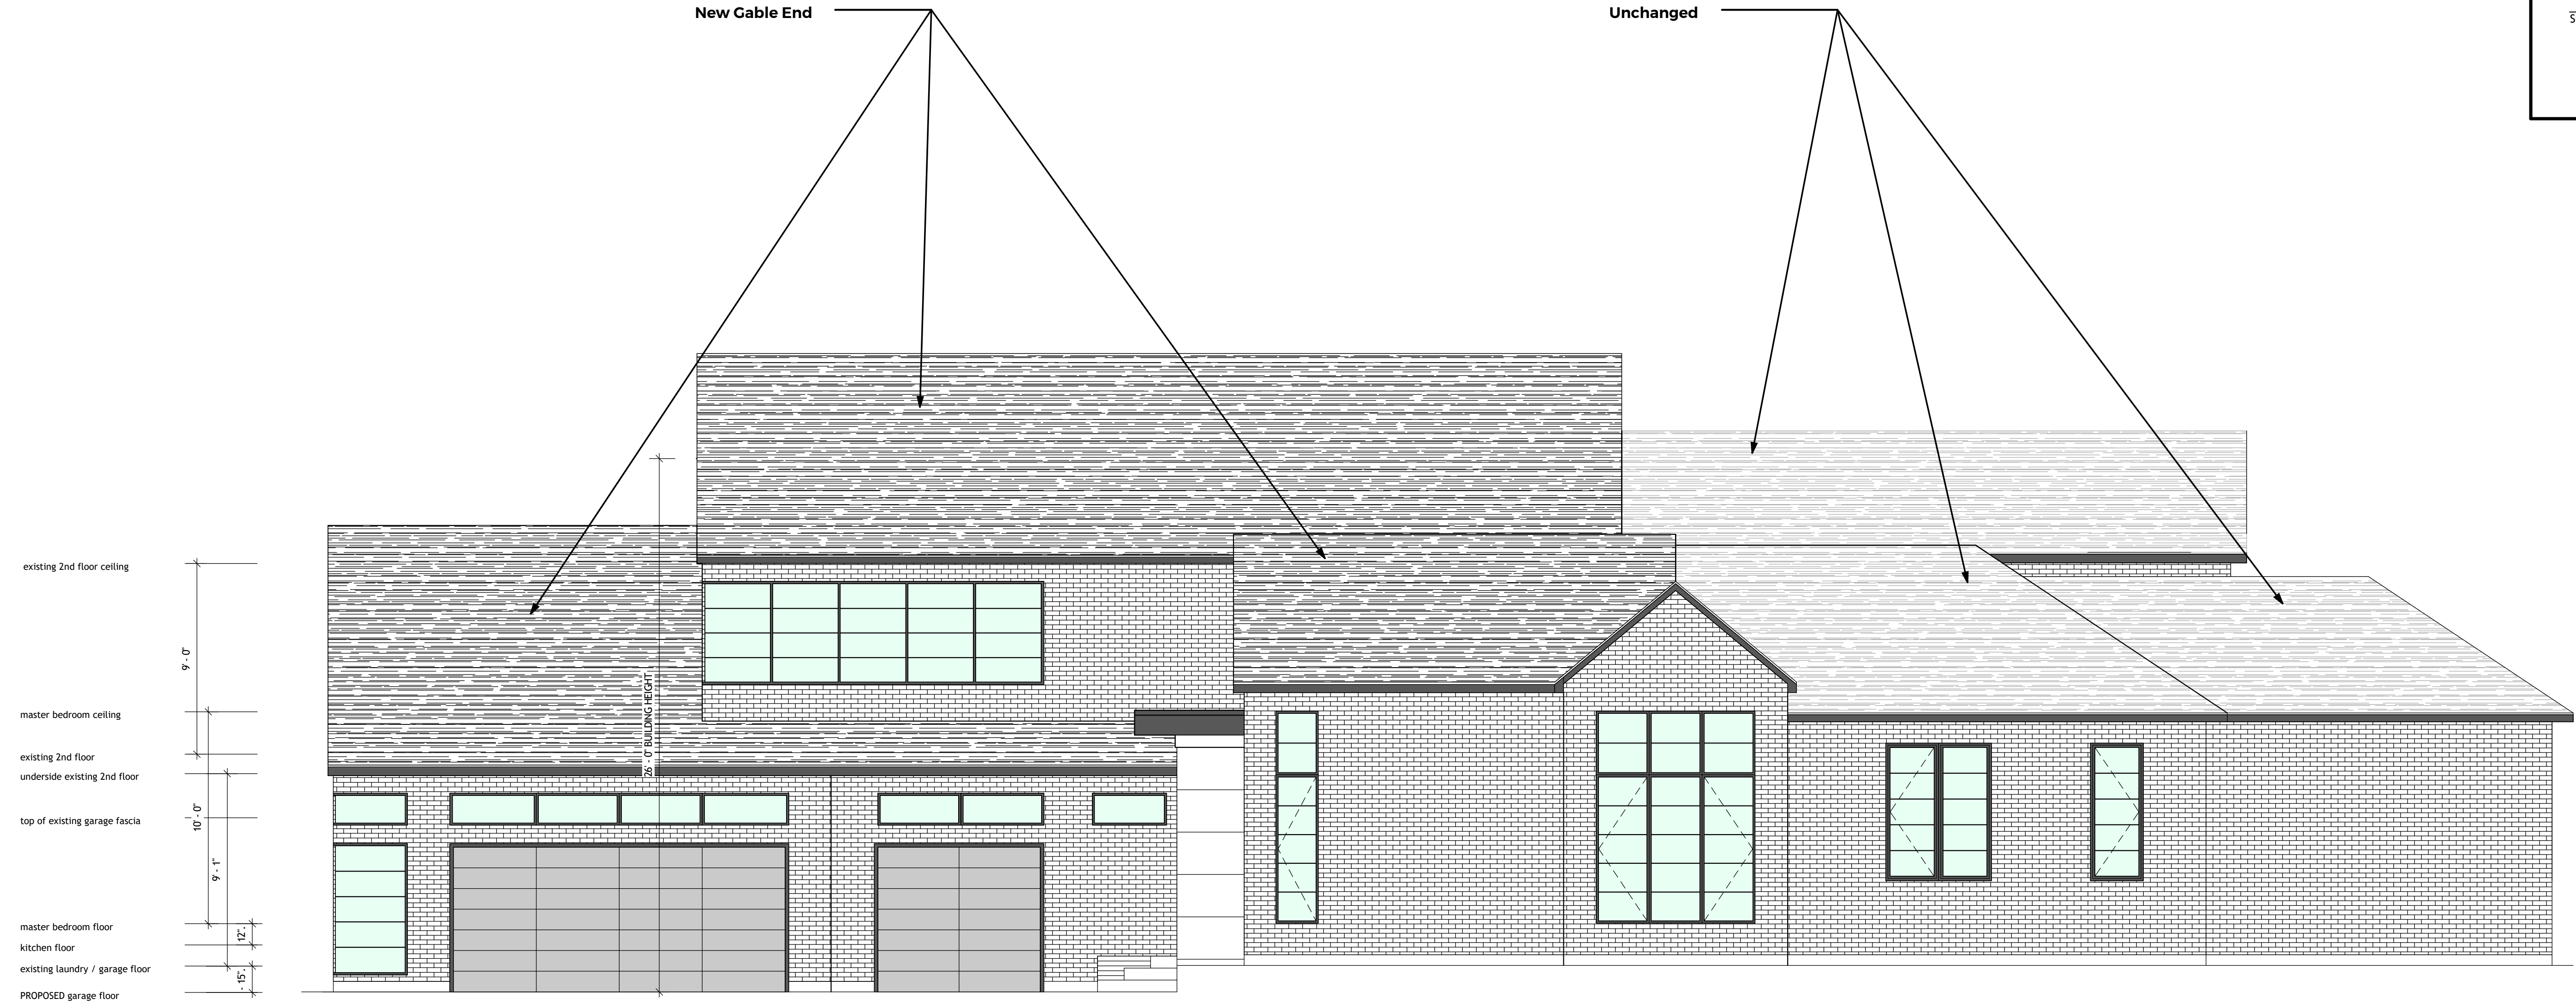 New Gable End
Unchanged
S
existing 2nd floor ceiling
9' - 0"
master bedroom ceiling
26' - 0" BUILDING HEIGHT
existing 2nd floor
underside existing 2nd floor
10' - 0"
top of existing garage fascia
9' - 1"
master bedroom floor
12"
kitchen floor
existing laundry / garage floor
- 15"
PROPOSED garage floor